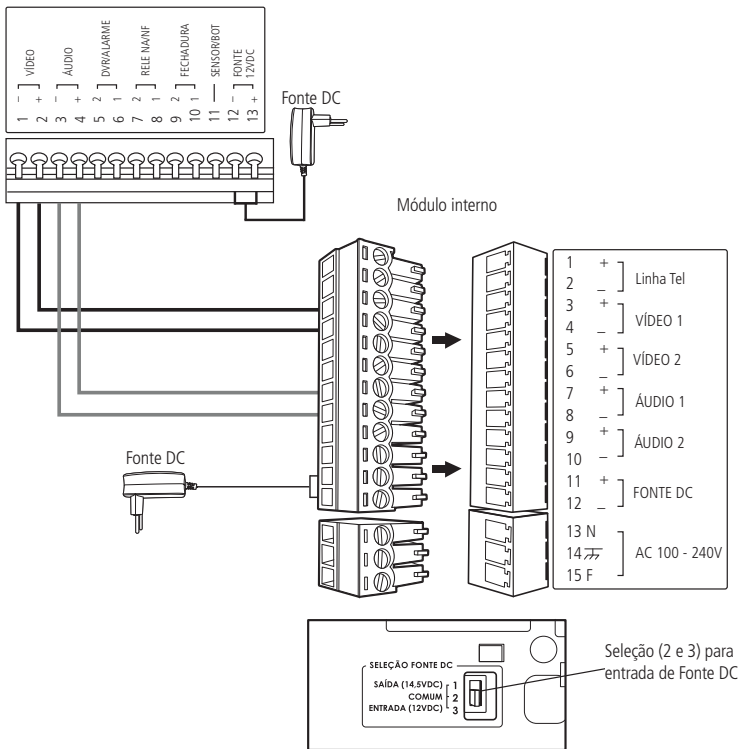 VÍDEO
ÁUDIO
DVR/ALARME
RELE NA/NF
FECHADURA
SENSOR/BOT
FONTE
12VDC
1 –
2 +
3 –
4 +
5 2
6 1
7 2
8 1
9 2
10 1
11
12 –
13 +
Fonte DC
Módulo interno
1 +
2 –
Linha Tel
3 +
4 –
VÍDEO 1
5 +
6 –
VÍDEO 2
7 +
8 –
ÁUDIO 1
9 +
10 –
ÁUDIO 2
11 +
12 –
FONTE DC
13 N
14
15 F
AC 100 - 240V
Fonte DC
SELEÇÃO FONTE DC
SAÍDA (14,5VDC) 1
COMUM 2
ENTRADA (12VDC) 3
Seleção (2 e 3) para
entrada de Fonte DC